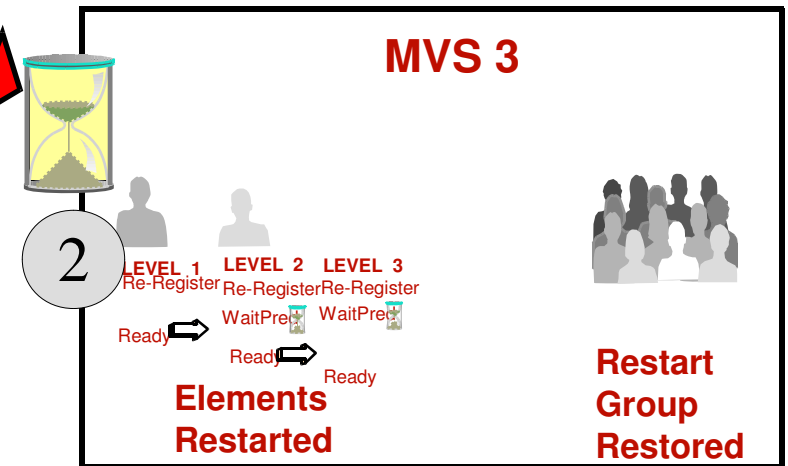 MVS 3
2
LEVEL 1
Re-Register
Ready
LEVEL 2
Re-Register
WaitPred
Ready
LEVEL 3
Re-Register
WaitPred
Ready
Elements
Restarted
Restart
Group
Restored